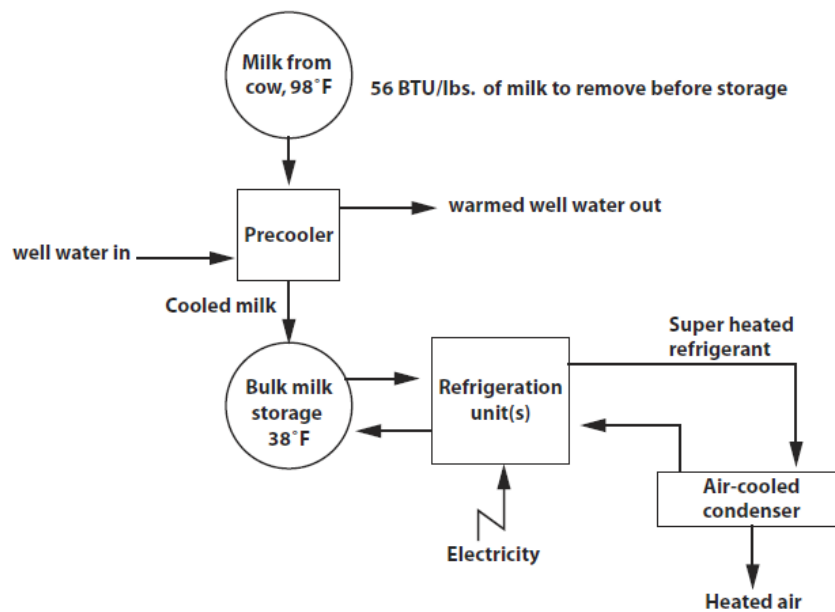 Milk from
cow, 98˚F
56 BTU/lbs. of milk to remove before storage
Precooler
warmed well water out
well water in
Cooled milk
Super heated
refrigerant
Bulk milk
storage
38˚F
Refrigeration
unit(s)
Air-cooled
condenser
Electricity
Heated air